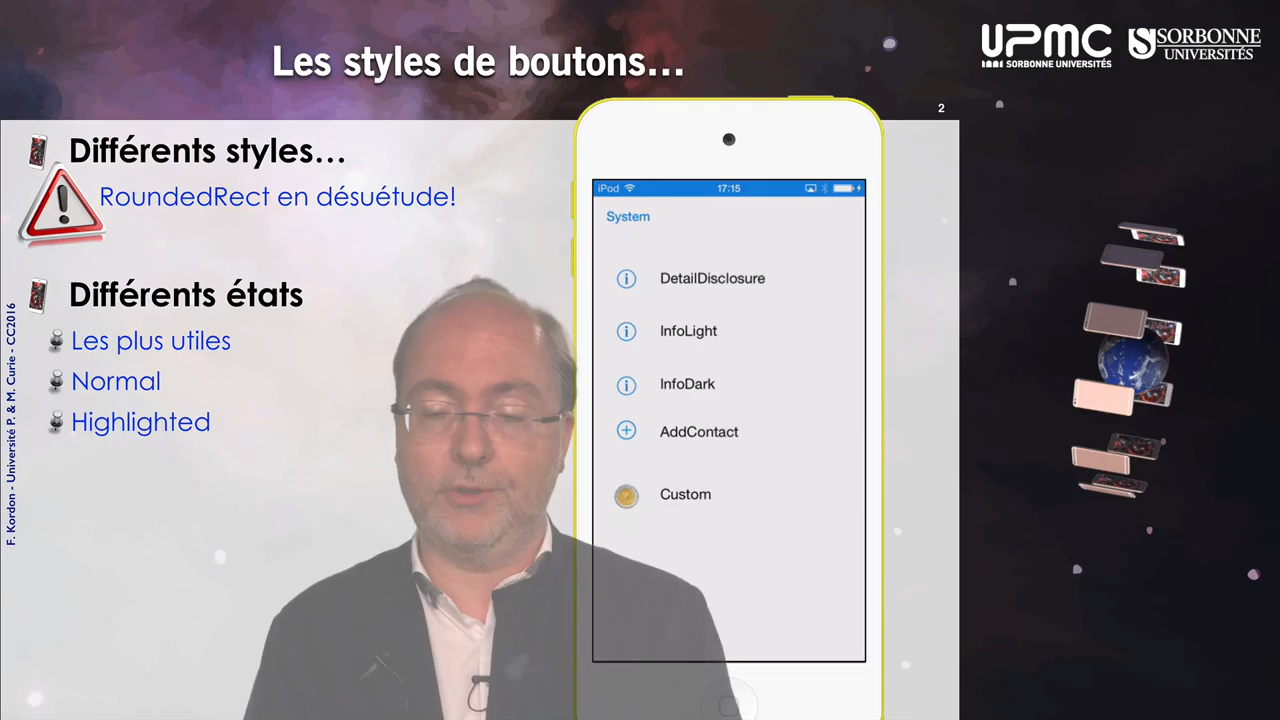 Les styles de boutons...
UPMC
SORBONNE UNIVERSITÉS
SORBONNE
UNIVERSITÉS
2
Différents styles...
RoundedRect en désuétude!
Différents états
Les plus utiles
Normal
Highlighted
F. Kordon - Université P. & M. Curie - CC2016
iPod
17:15
System
DetailDisclosure
InfoLight
InfoDark
AddContact
Custom